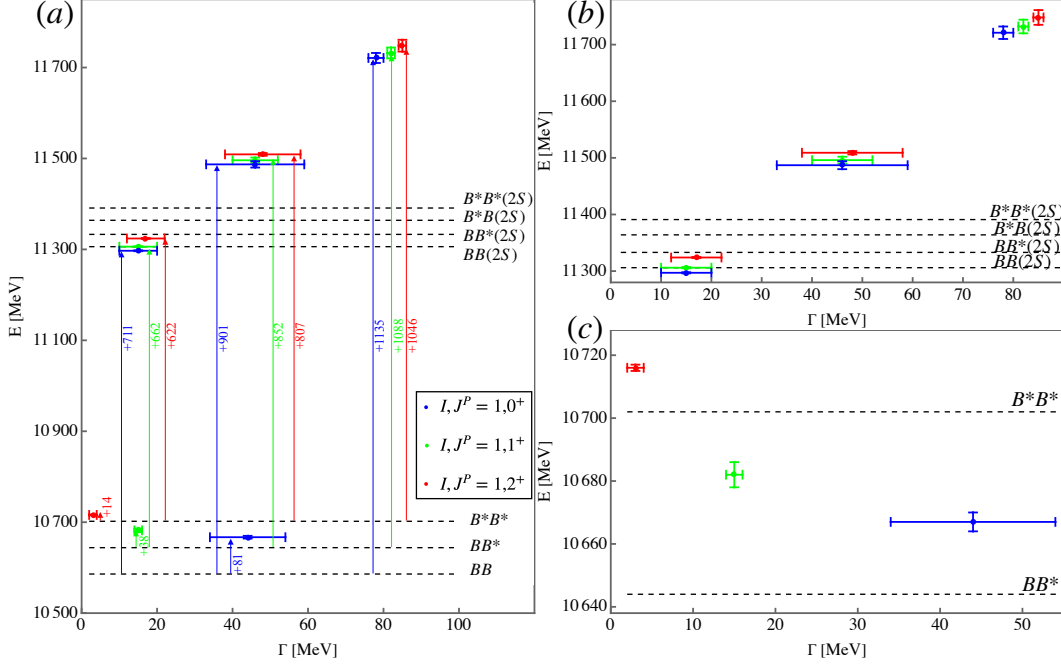 (a)
E [MeV]
11 700
11 500
11 300
11 100
10 900
10 700
10 500
B*B*(2S)
B*B(2S)
BB*(2S)
BB(2S)
+711
+662
+622
+901
+852
+807
+1135
+1088
+1046
I, J^P = 1,0⁺
I, J^P = 1,1⁺
I, J^P = 1,2⁺
+14
+38
+81
B*B*
BB*
BB
0
20
40
60
80
100
Γ [MeV]
(b)
E [MeV]
11 700
11 600
11 500
11 400
11 300
B*B*(2S)
B*B(2S)
BB*(2S)
BB(2S)
0
20
40
60
80
Γ [MeV]
(c)
E [MeV]
10 720
10 700
10 680
10 660
10 640
B*B*
BB*
0
10
20
30
40
50
Γ [MeV]